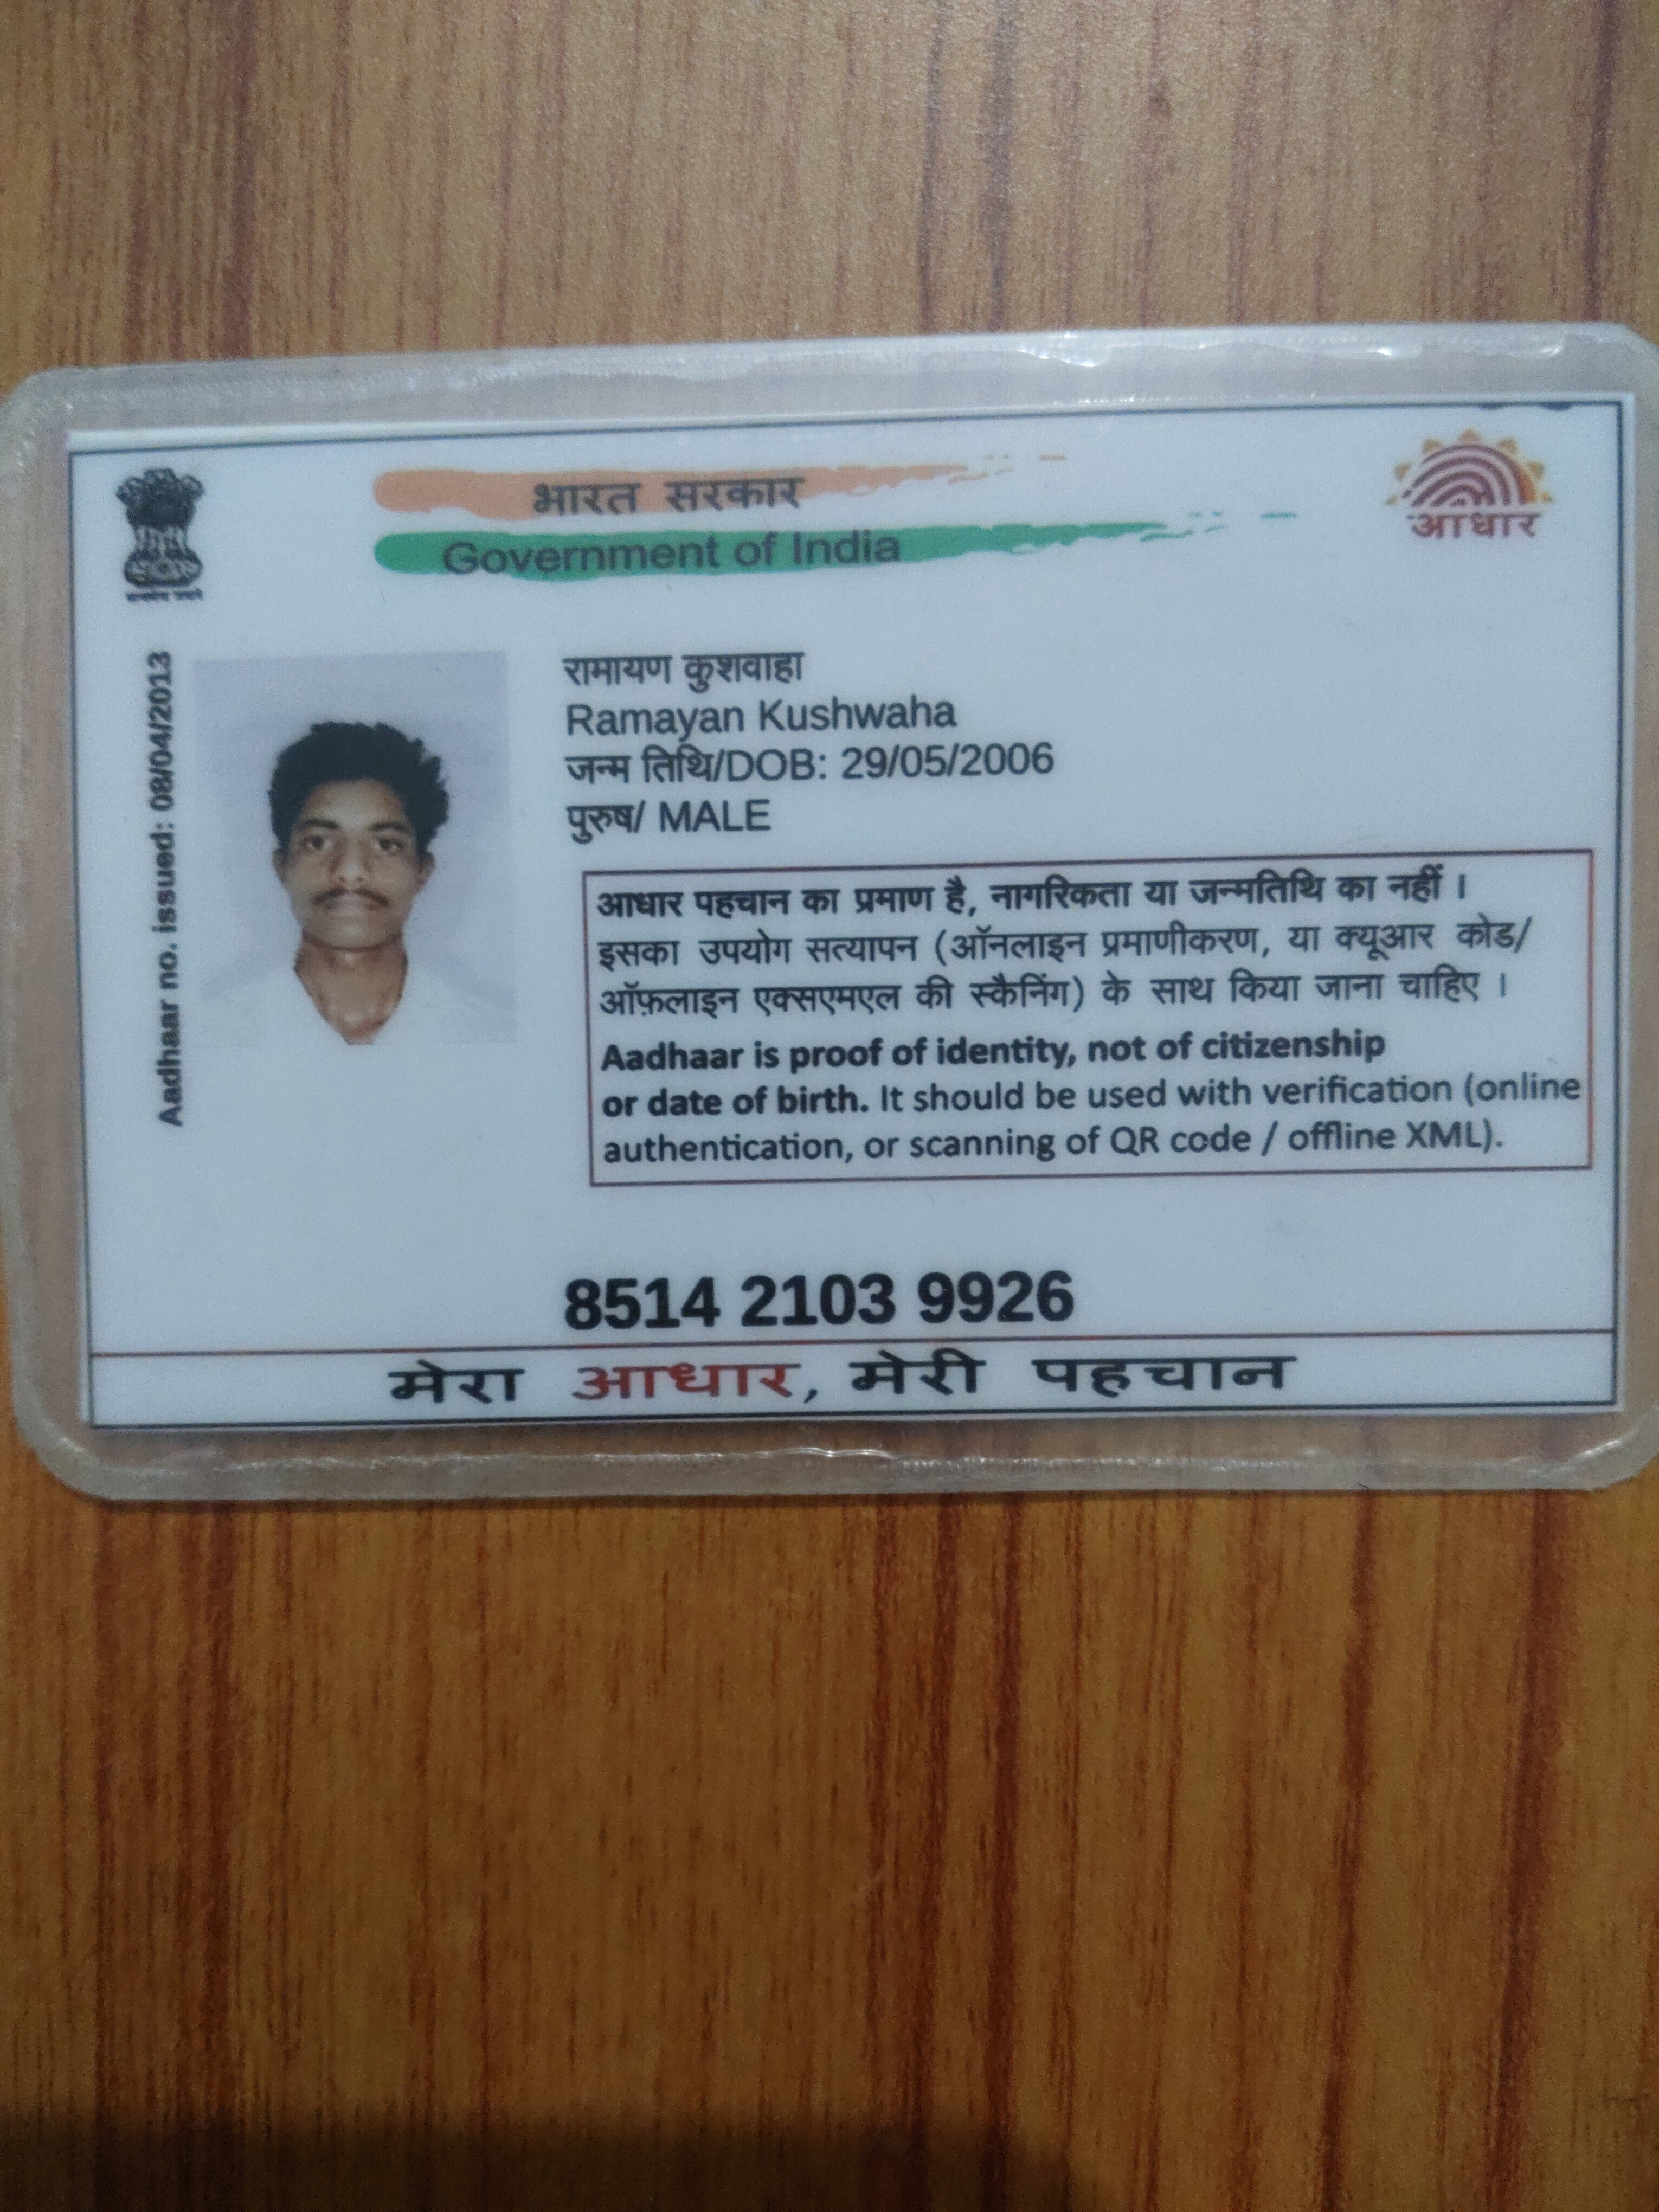 भारत सरकार
Government of India
आधार
Aadhaar no. issued: 08/04/2013
रामायण कुशवाहा
Ramayan Kushwaha
जन्म तिथि/DOB: 29/05/2006
पुरुष/ MALE
आधार पहचान का प्रमाण है, नागरिकता या जन्मतिथि का नहीं ।
इसका उपयोग सत्यापन (ऑनलाइन प्रमाणीकरण, या क्यूआर कोड/
ऑफ़लाइन एक्सएमएल की स्कैनिंग) के साथ किया जाना चाहिए ।
Aadhaar is proof of identity, not of citizenship
or date of birth. It should be used with verification (online
authentication, or scanning of QR code / offline XML).
8514 2103 9926
मेरा आधार, मेरी पहचान